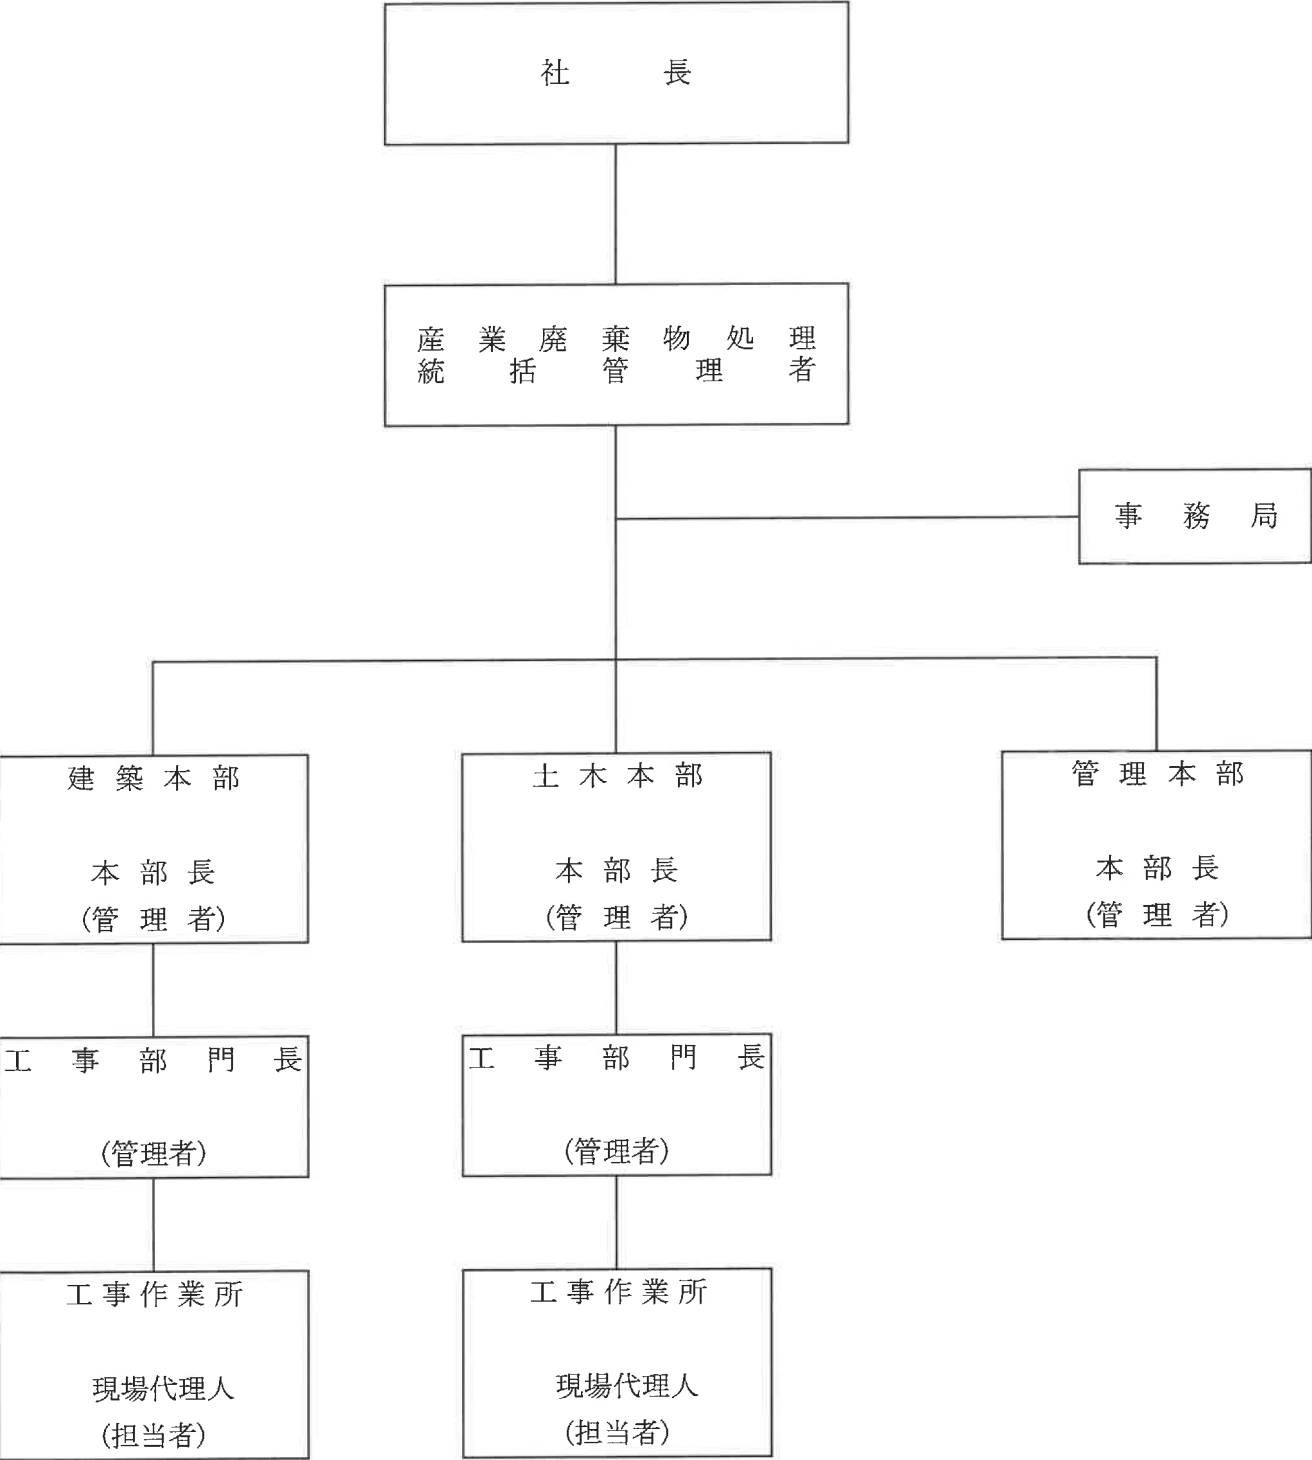 社長
産業廃棄物処理
統括管理者
事務局
建築本部
本部長
(管理者)
土木本部
本部長
(管理者)
管理本部
本部長
(管理者)
工事部門長
(管理者)
工事部門長
(管理者)
工事作業所
現場代理人
(担当者)
工事作業所
現場代理人
(担当者)